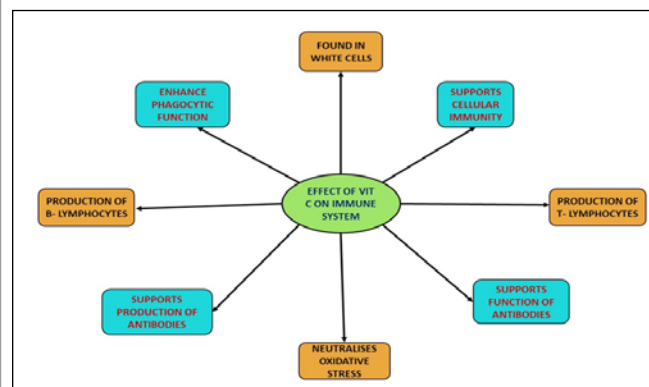 FOUND IN
WHITE CELLS
ENHANCE
PHAGOCYTIC
FUNCTION
SUPPORTS
CELLULAR
IMMUNITY
EFFECT OF VIT
C ON IMMUNE
SYSTEM
PRODUCTION OF
B- LYMPHOCYTES
PRODUCTION OF
T- LYMPHOCYTES
SUPPORTS
PRODUCTION OF
ANTIBODIES
SUPPORTS
FUNCTION OF
ANTIBODIES
NEUTRALISES
OXIDATIVE
STRESS